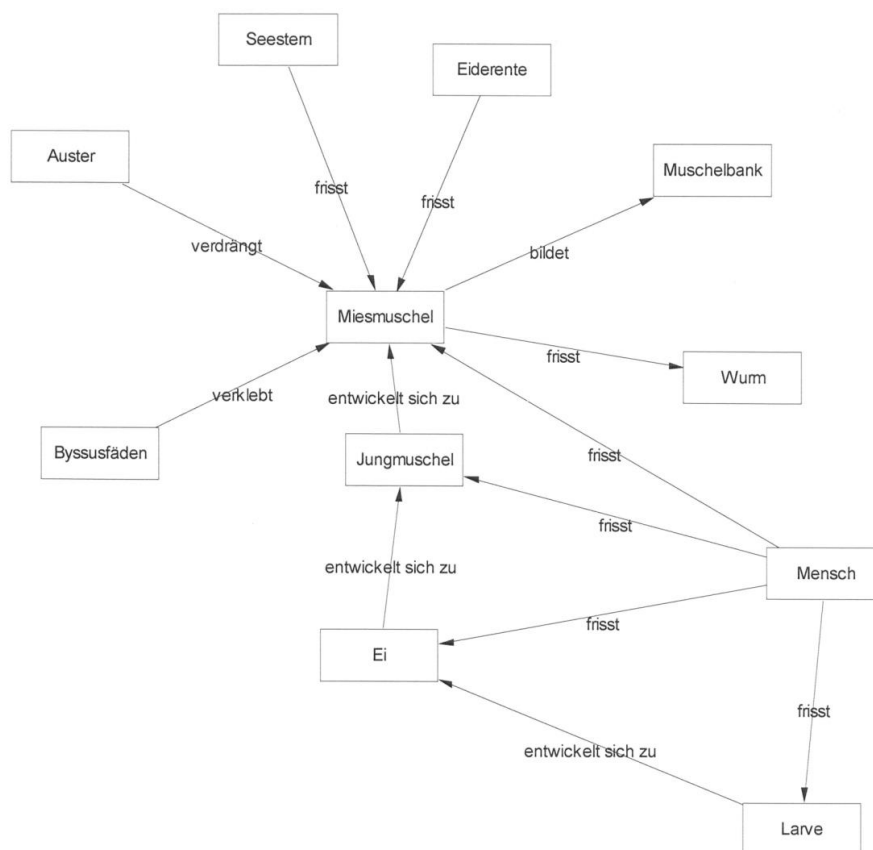 Seestern
Eiderente
Auster
Muschelbank
frisst
frisst
verdrängt
bildet
Miesmuschel
frisst
Wurm
entwickelt sich zu
verklebt
Byssusfäden
Jungmuschel
frisst
frisst
entwickelt sich zu
Mensch
frisst
Ei
frisst
entwickelt sich zu
Larve